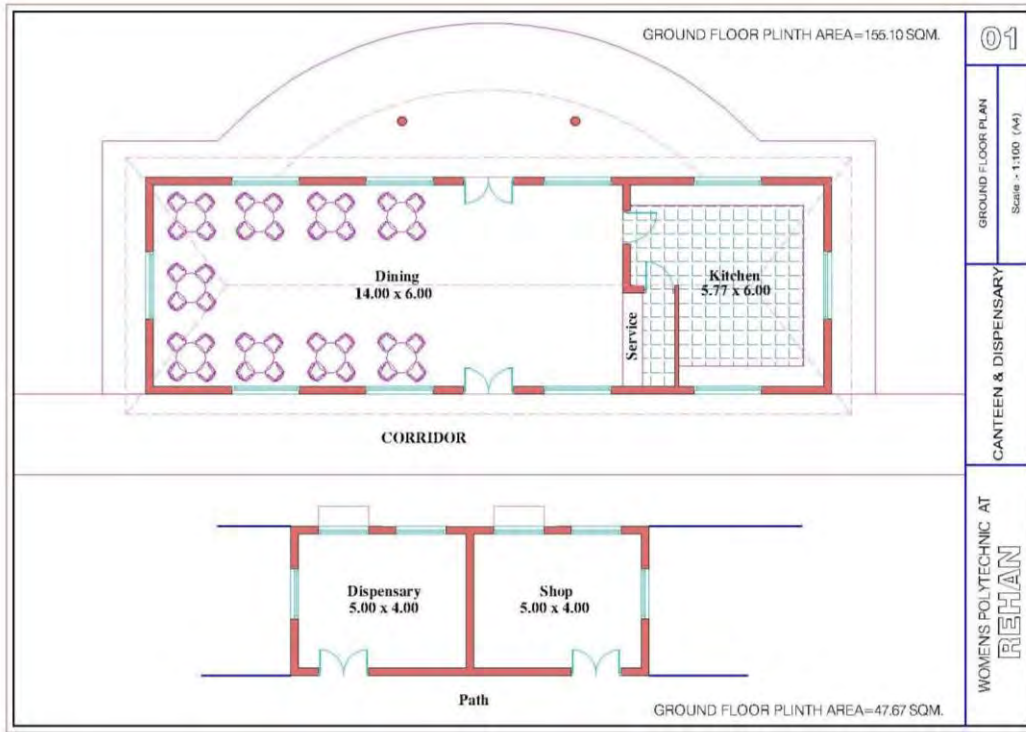 GROUND FLOOR PLINTH AREA=155.10 SQM.
Dining
14.00 x 6.00
Kitchen
5.77 x 6.00
Service
CORRIDOR
Dispensary
5.00 x 4.00
Shop
5.00 x 4.00
Path
GROUND FLOOR PLINTH AREA=47.67 SQM.
01
GROUND FLOOR PLAN
Scale :- 1:100 (A4)
CANTEEN & DISPENSARY
WOMENS POLYTECHNIC AT
REHAN